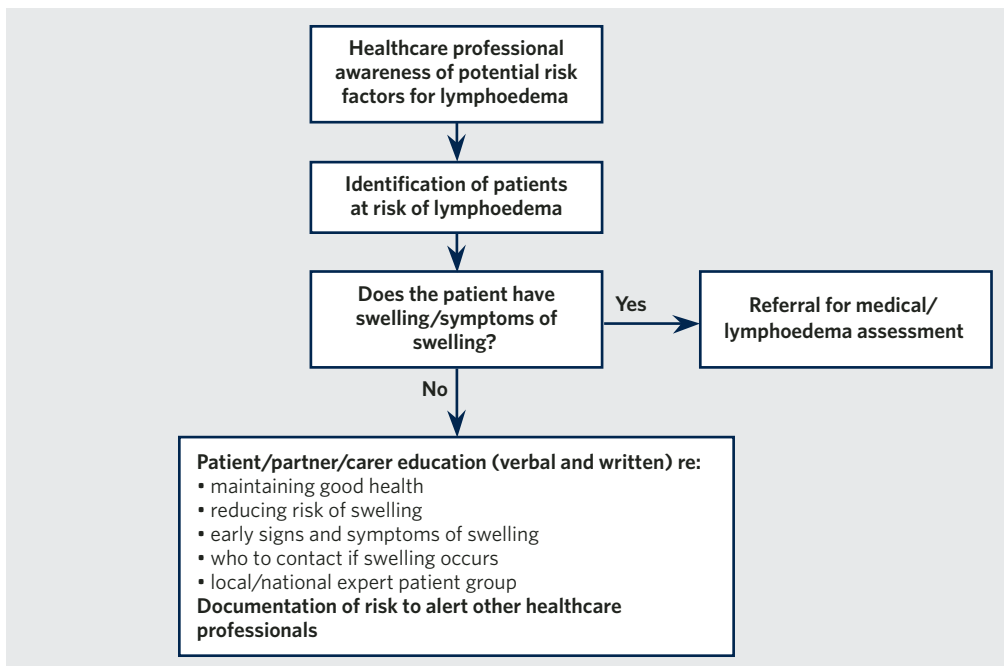 Healthcare professional
awareness of potential risk
factors for lymphoedema
Identification of patients
at risk of lymphoedema
Does the patient have
swelling/symptoms of
swelling?
Yes
Referral for medical/
lymphoedema assessment
No
Patient/partner/carer education (verbal and written) re:
• maintaining good health
• reducing risk of swelling
• early signs and symptoms of swelling
• who to contact if swelling occurs
• local/national expert patient group
Documentation of risk to alert other healthcare
professionals